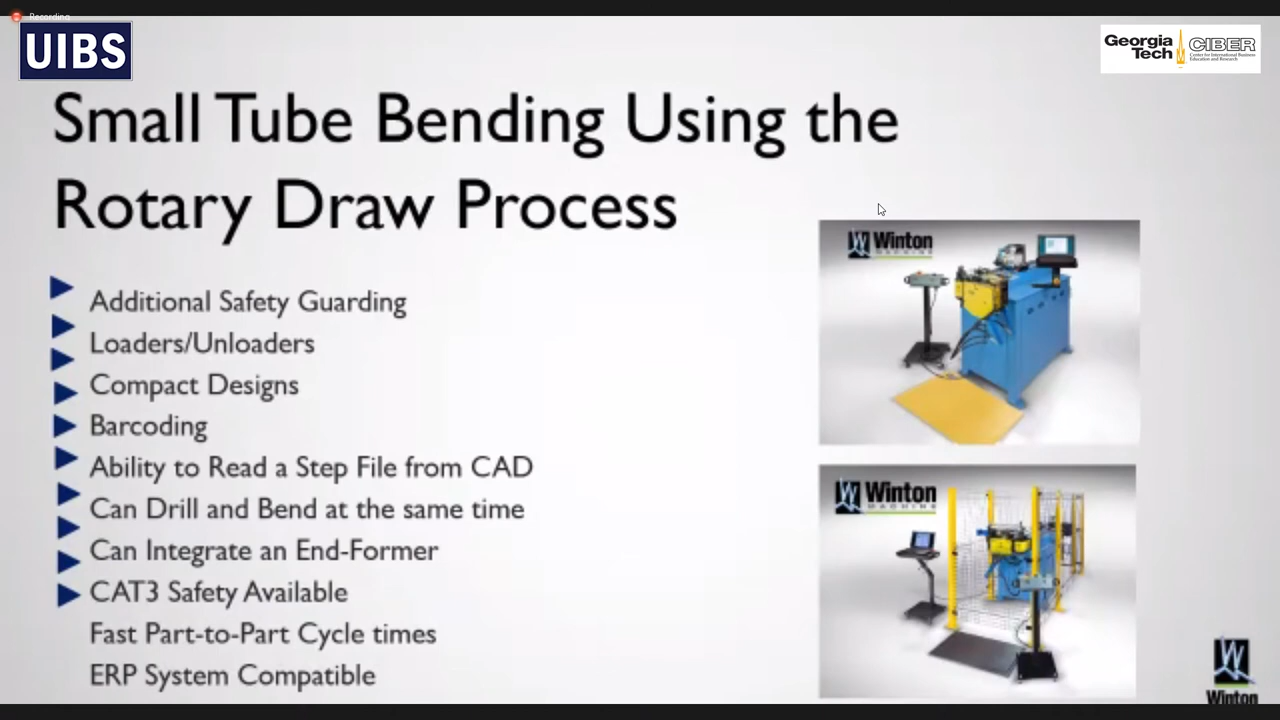 Recording
UIBS
Georgia Tech
CIBER
Center for International Business
Education and Research
Small Tube Bending Using the
Rotary Draw Process
Additional Safety Guarding
Loaders/Unloaders
Compact Designs
Barcoding
Ability to Read a Step File from CAD
Can Drill and Bend at the same time
Can Integrate an End-Former
CAT3 Safety Available
Fast Part-to-Part Cycle times
ERP System Compatible
Winton
MACHINE
Winton
MACHINE
Winton